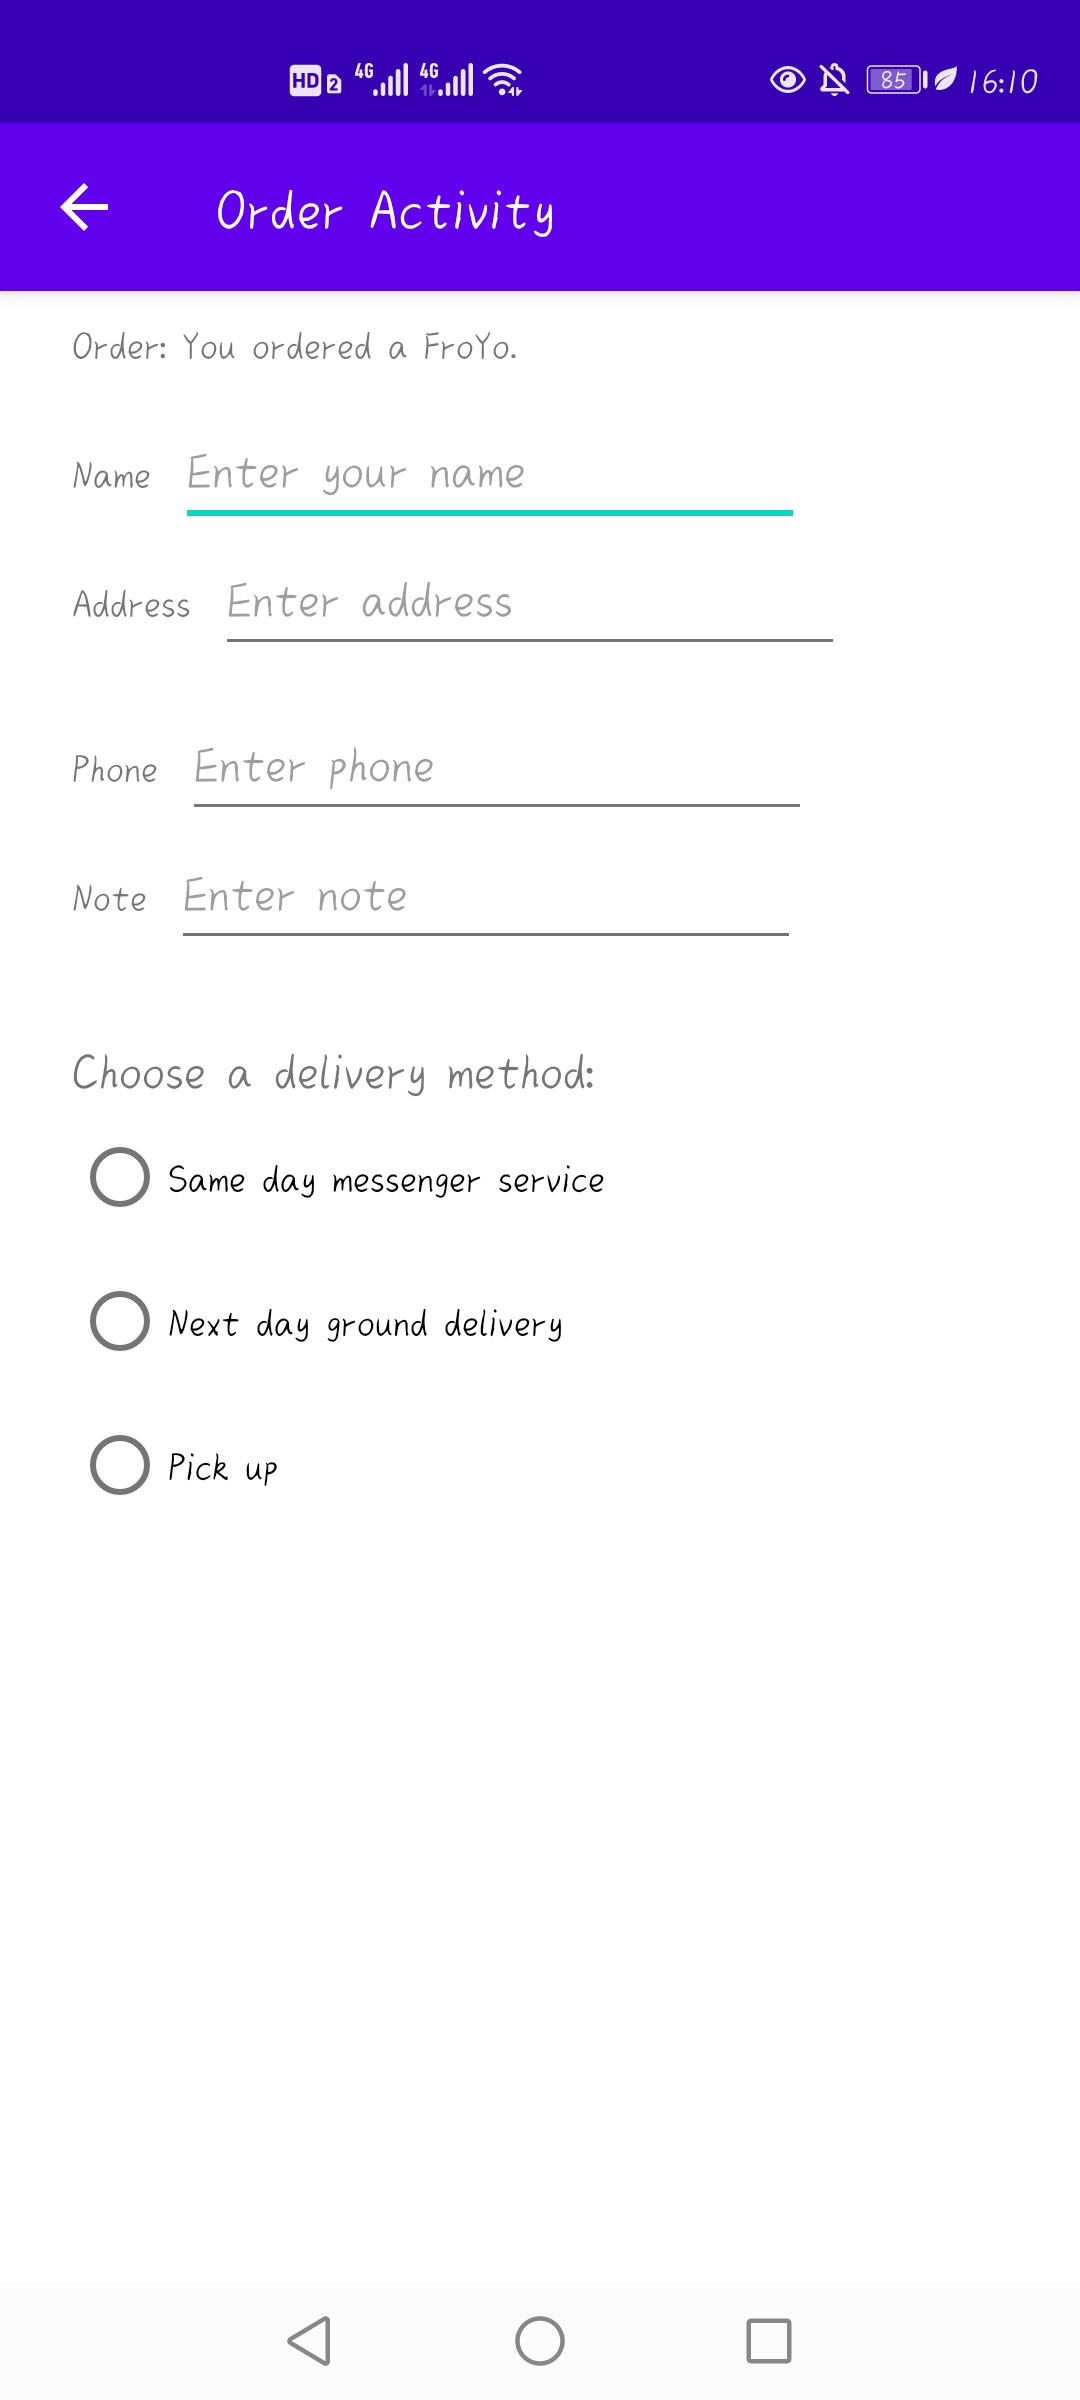 HD 2 4G 4G 85 16:10
Order Activity
Order: You ordered a FroYo.
Name Enter your name
Address Enter address
Phone Enter phone
Note Enter note
Choose a delivery method:
Same day messenger service
Next day ground delivery
Pick up